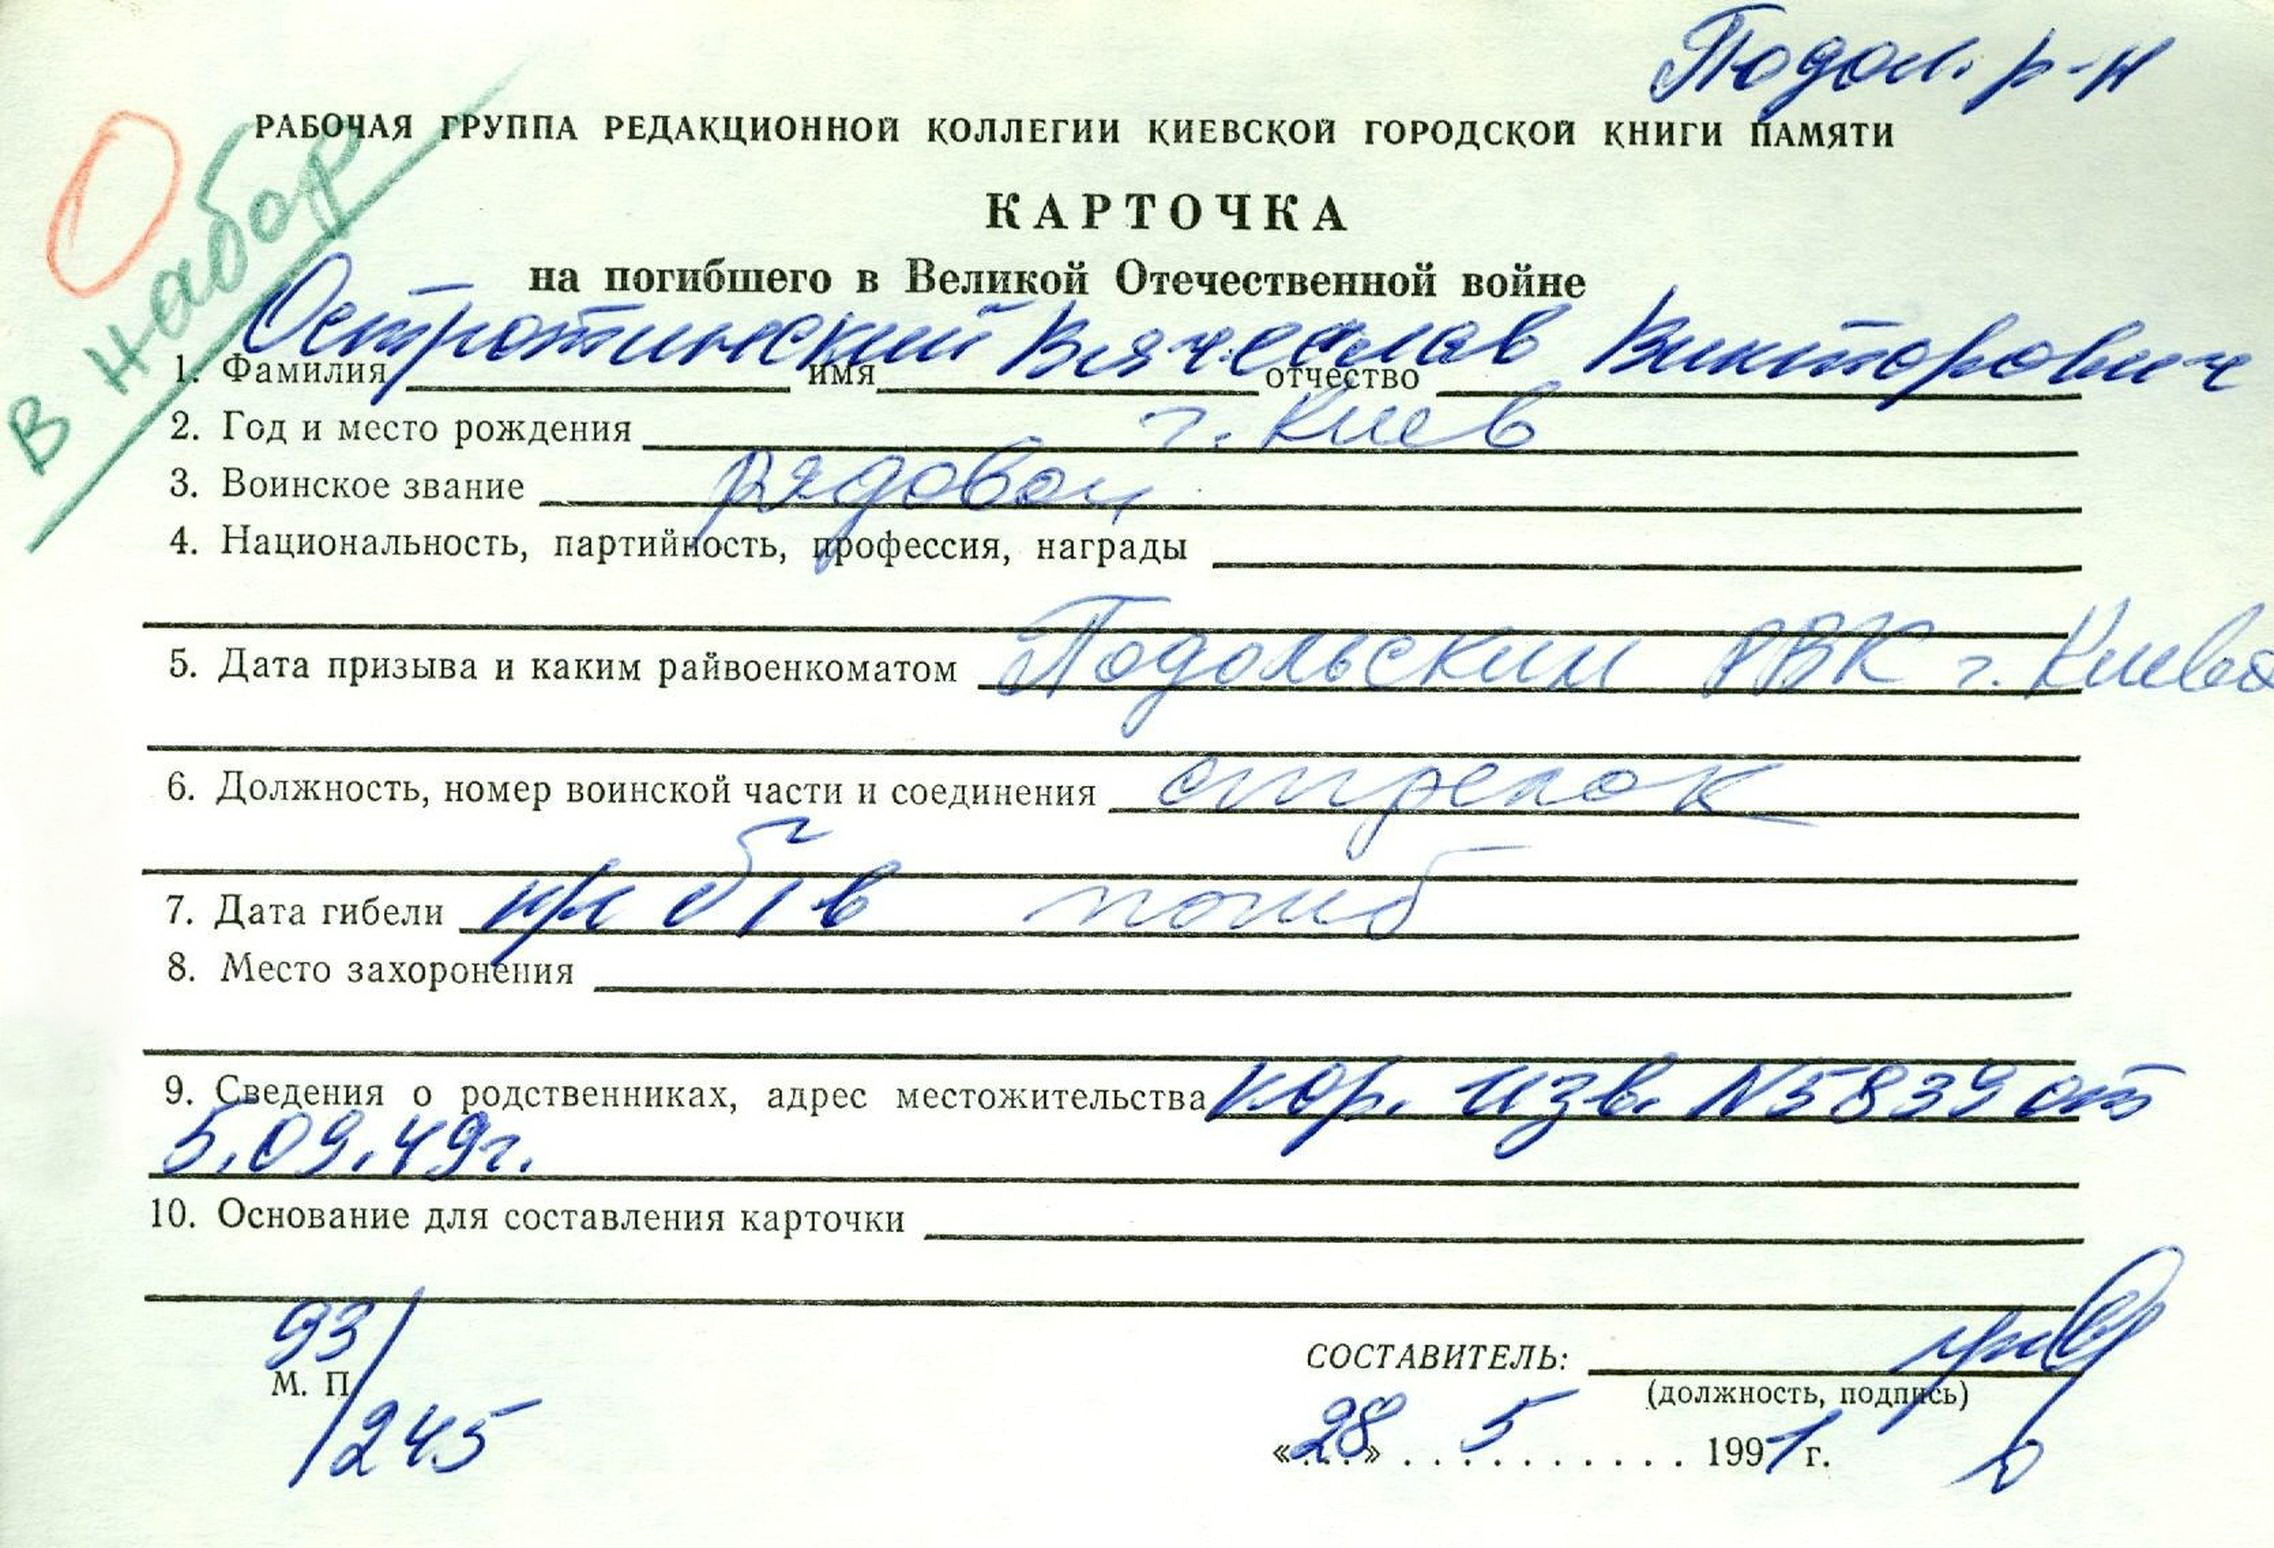 Подол. р-н
О
В набор
РАБОЧАЯ ГРУППА РЕДАКЦИОННОЙ КОЛЛЕГИИ КИЕВСКОЙ ГОРОДСКОЙ КНИГИ ПАМЯТИ
КАРТОЧКА
на погибшего в Великой Отечественной войне
1. Фамилия Остротинский имя Вячеслав отчество Викторович
2. Год и место рождения г. Киев
3. Воинское звание рядовой
4. Национальность, партийность, профессия, награды
5. Дата призыва и каким райвоенкоматом Подольским РВК г. Киева
6. Должность, номер воинской части и соединения стрелок
7. Дата гибели погиб
8. Место захоронения
9. Сведения о родственниках, адрес местожительства кор. изв. N5839 от
5.09.49г.
10. Основание для составления карточки
93/245
М. П.
СОСТАВИТЕЛЬ:
(должность, подпись)
«28» 5 1991 г.